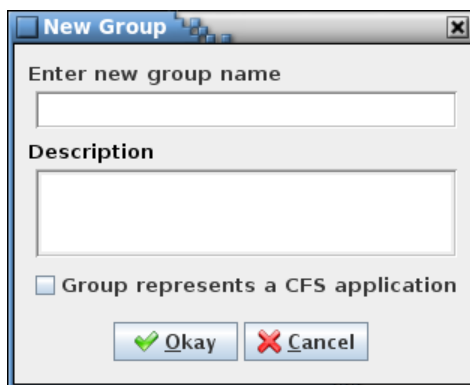 New Group
Enter new group name
Description
Group represents a CFS application
Okay Cancel